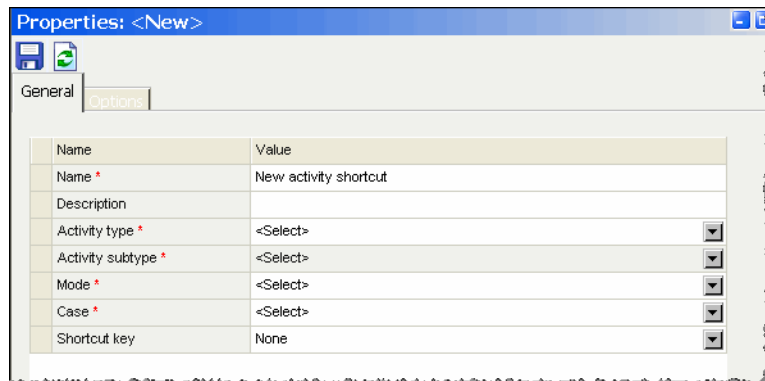 Properties: <New>
General
Options
Name Value
Name * New activity shortcut
Description
Activity type * <Select>
Activity subtype * <Select>
Mode * <Select>
Case * <Select>
Shortcut key None